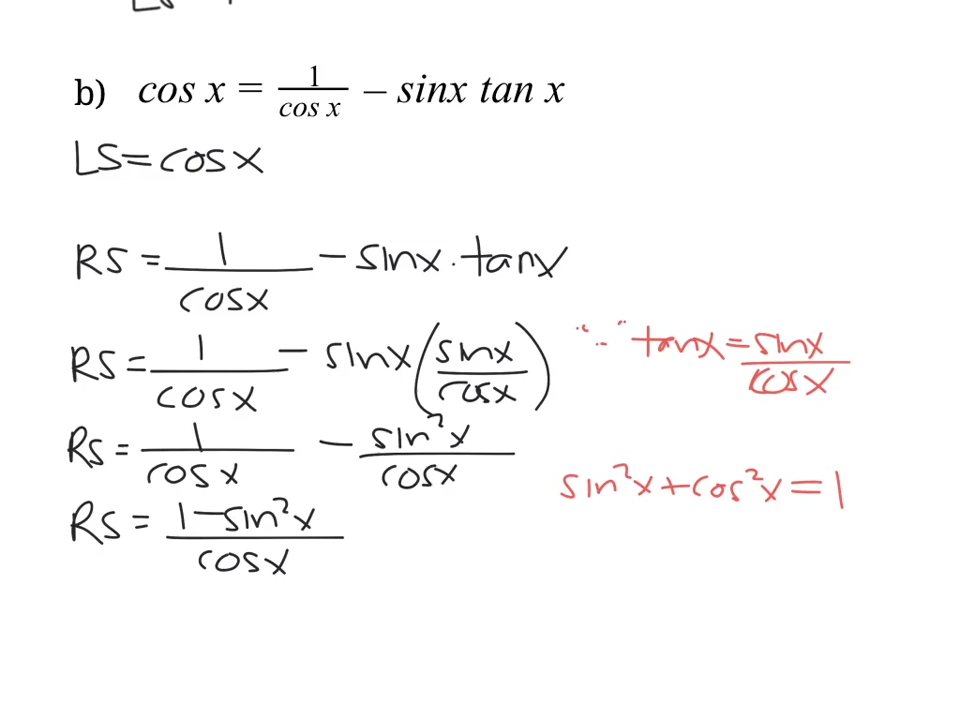 b) cos x = 1/cos x – sinx tan x
LS = cosx
RS = 1/cosx – sinx · tanx
RS = 1/cosx – sinx (sinx/cosx) ∵ tanx = sinx/cosx
RS = 1/cosx – sin²x/cosx
sin²x + cos²x = 1
RS = 1–sin²x/cosx